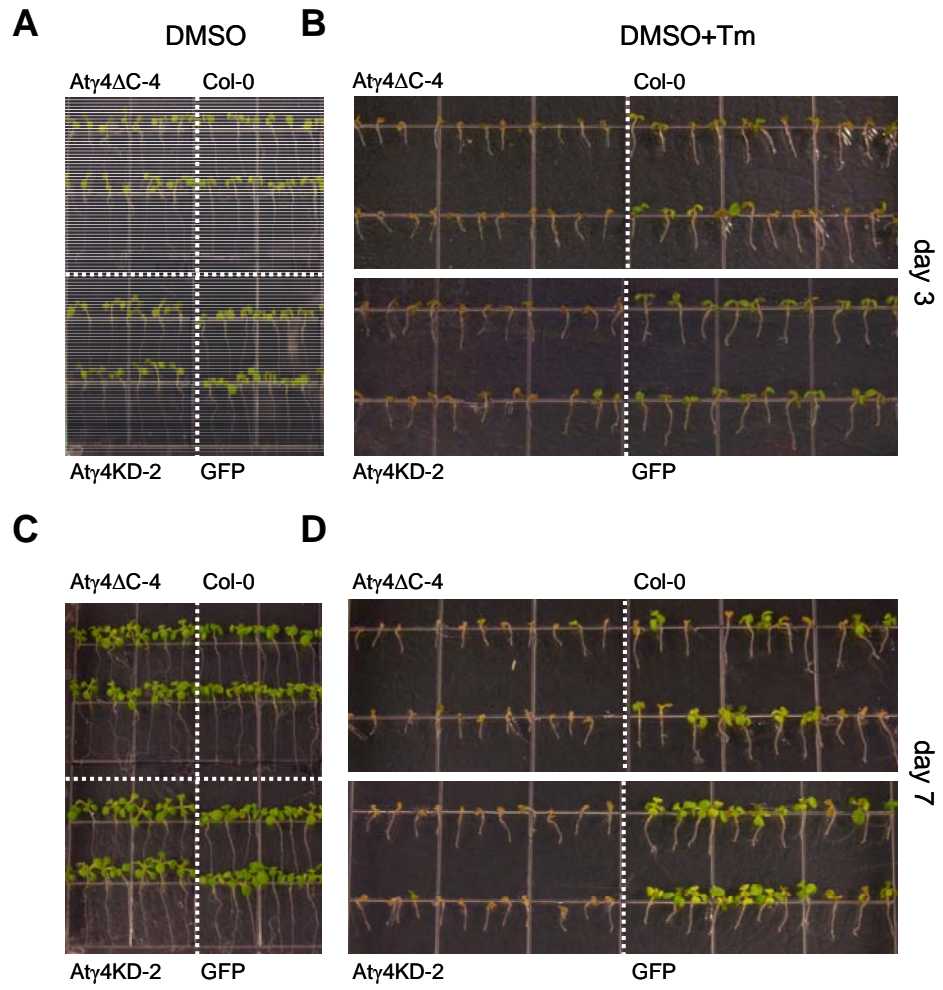 A
B
DMSO
DMSO+Tm
Atγ4ΔC-4
Col-0
Atγ4ΔC-4
Col-0
day 3
Atγ4KD-2
GFP
Atγ4KD-2
GFP
C
D
Atγ4ΔC-4
Col-0
Atγ4ΔC-4
Col-0
day 7
Atγ4KD-2
GFP
Atγ4KD-2
GFP